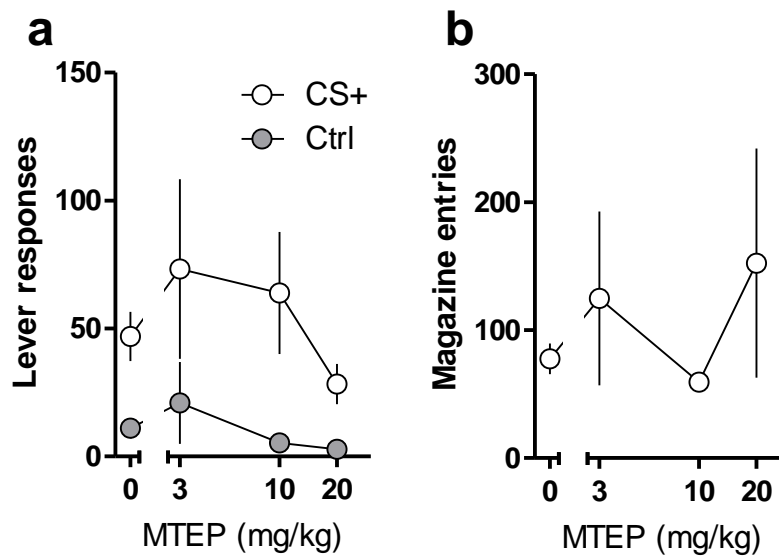 a
150
100
50
0
Lever responses
CS+
Ctrl
0 3 10 20
MTEP (mg/kg)
b
300
200
100
0
Magazine entries
0 3 10 20
MTEP (mg/kg)